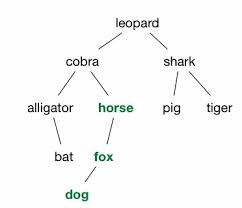 leopard
cobra shark
alligator horse pig tiger
bat fox
dog